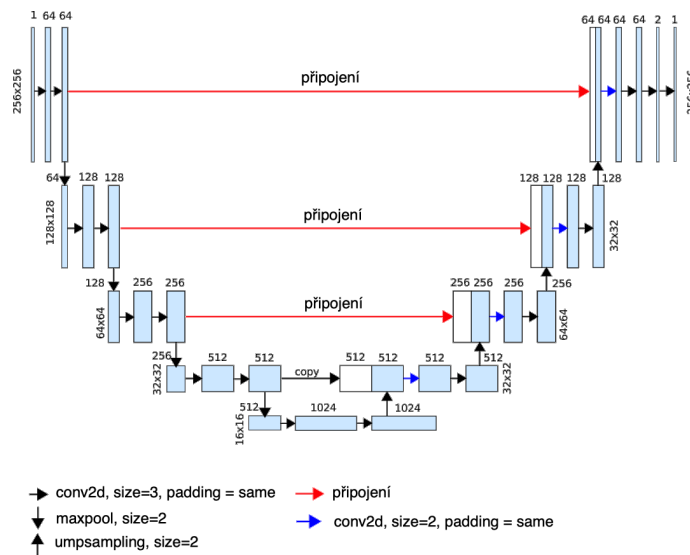 1 64 64
64 64 64 64 2 1
256x256
připojení
64 128 128
128 128 128 128
128x128
připojení
32x32
128 256 256
256 256 256 256
64x64
připojení
64x64
256 512 512
copy
512 512 512 512
32x32
32x32
512 1024 1024
16x16
conv2d, size=3, padding = same
připojení
maxpool, size=2
conv2d, size=2, padding = same
umpsampling, size=2